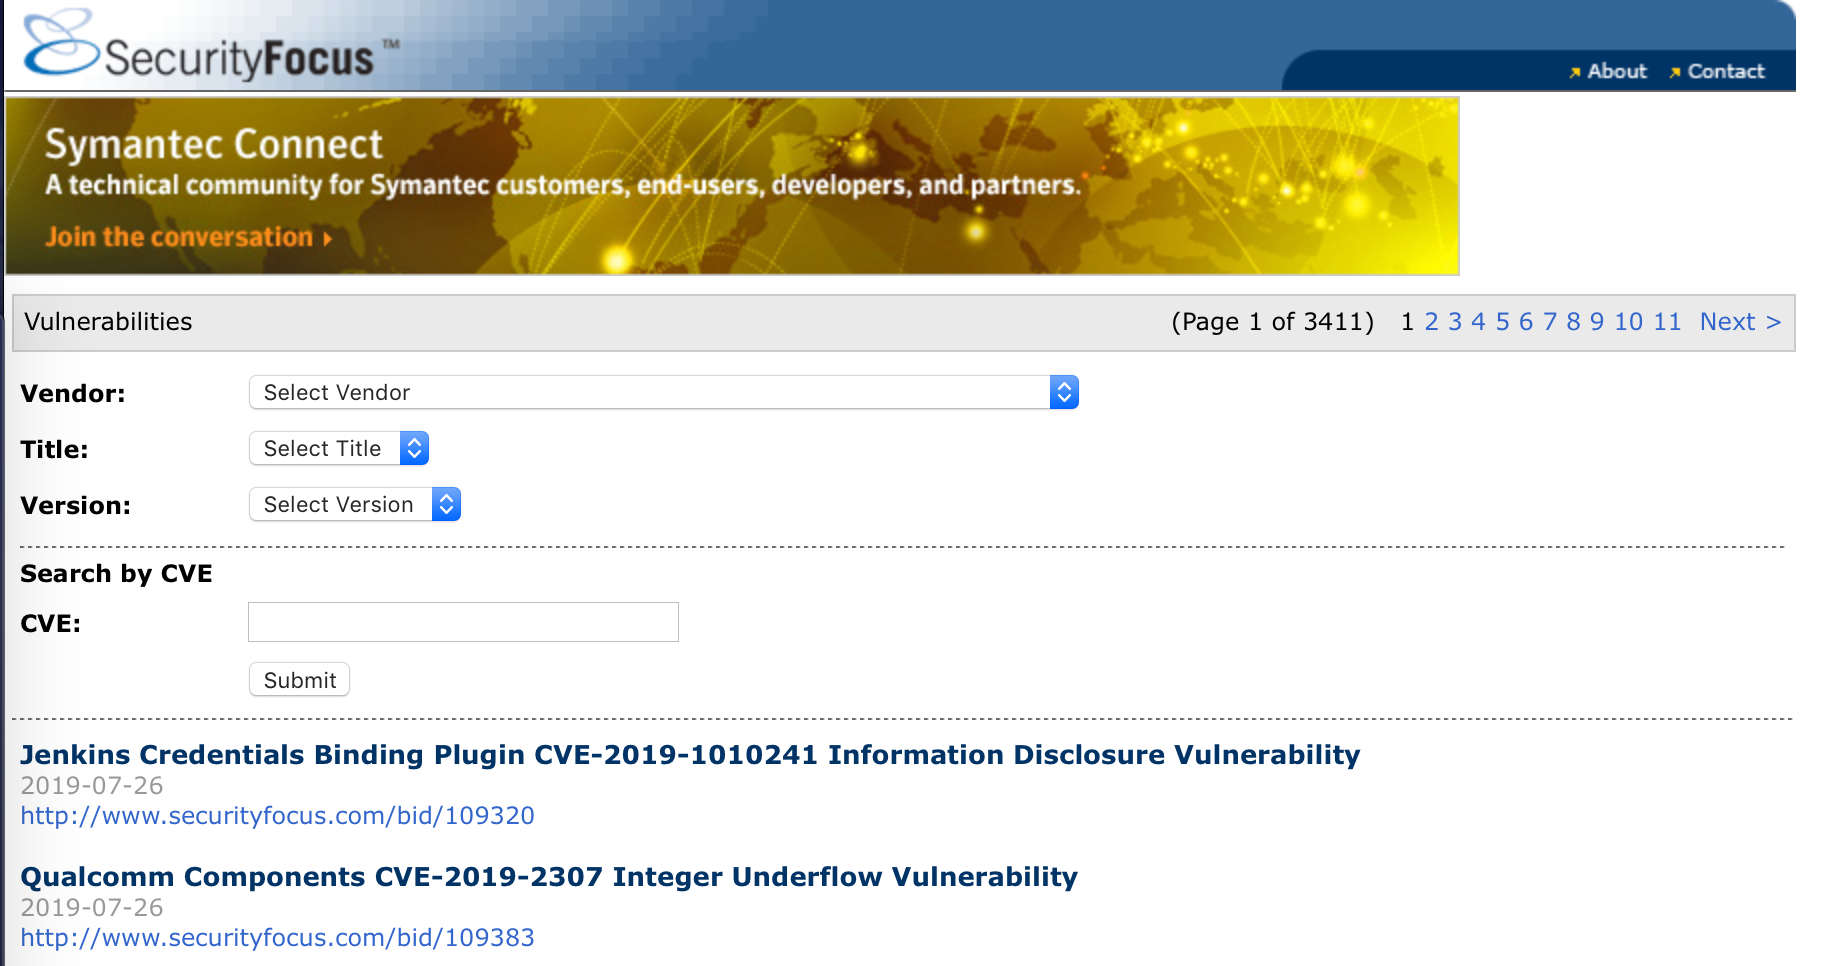 SecurityFocus ™
About Contact
Symantec Connect
A technical community for Symantec customers, end-users, developers, and partners.
Join the conversation
Vulnerabilities (Page 1 of 3411) 1 2 3 4 5 6 7 8 9 10 11 Next >
Vendor: Select Vendor
Title: Select Title
Version: Select Version
Search by CVE
CVE:
Submit
Jenkins Credentials Binding Plugin CVE-2019-1010241 Information Disclosure Vulnerability
2019-07-26
http://www.securityfocus.com/bid/109320
Qualcomm Components CVE-2019-2307 Integer Underflow Vulnerability
2019-07-26
http://www.securityfocus.com/bid/109383